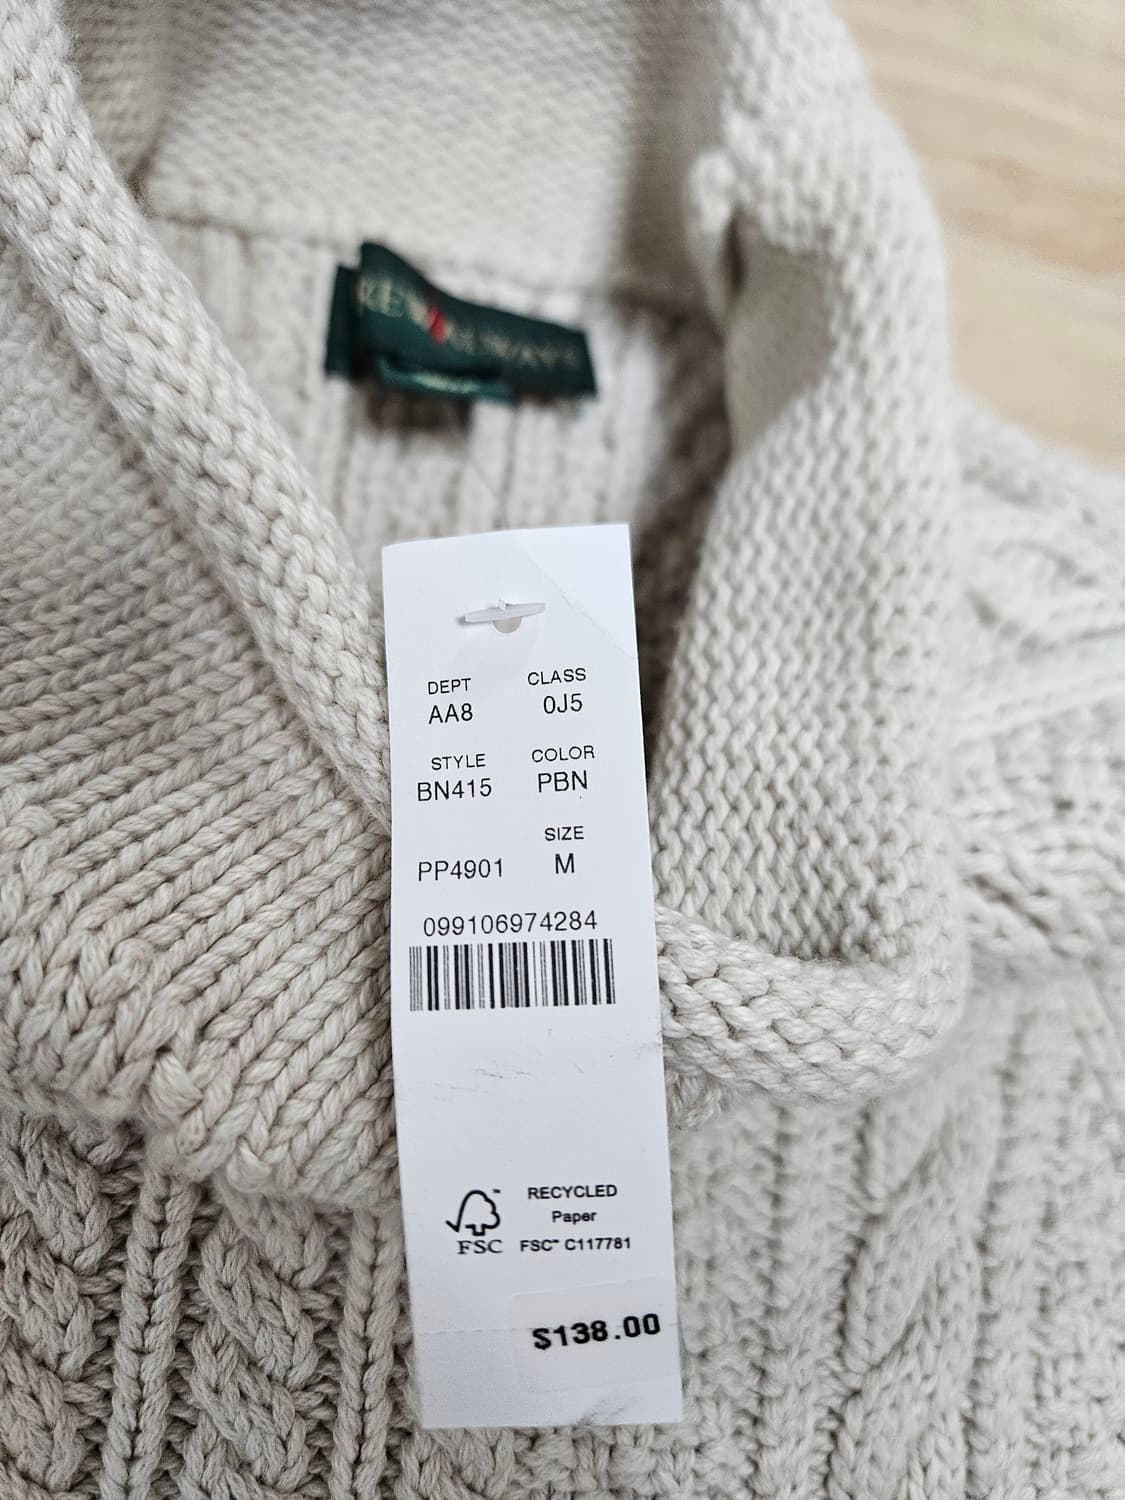 DEPT CLASS
AA8 0J5
STYLE COLOR
BN415 PBN
SIZE
PP4901 M
099106974284
RECYCLED
Paper
FSC FSC™ C117781
$138.00